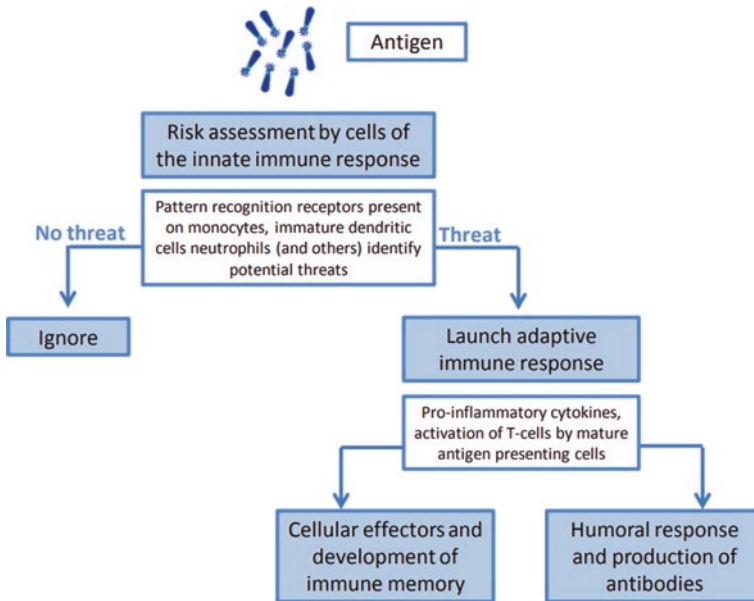 Antigen
Risk assessment by cells of
the innate immune response
Pattern recognition receptors present
on monocytes, immature dendritic
cells neutrophils (and others) identify
potential threats
No threat
Threat
Ignore
Launch adaptive
immune response
Pro-inflammatory cytokines,
activation of T-cells by mature
antigen presenting cells
Cellular effectors and
development of
immune memory
Humoral response
and production of
antibodies